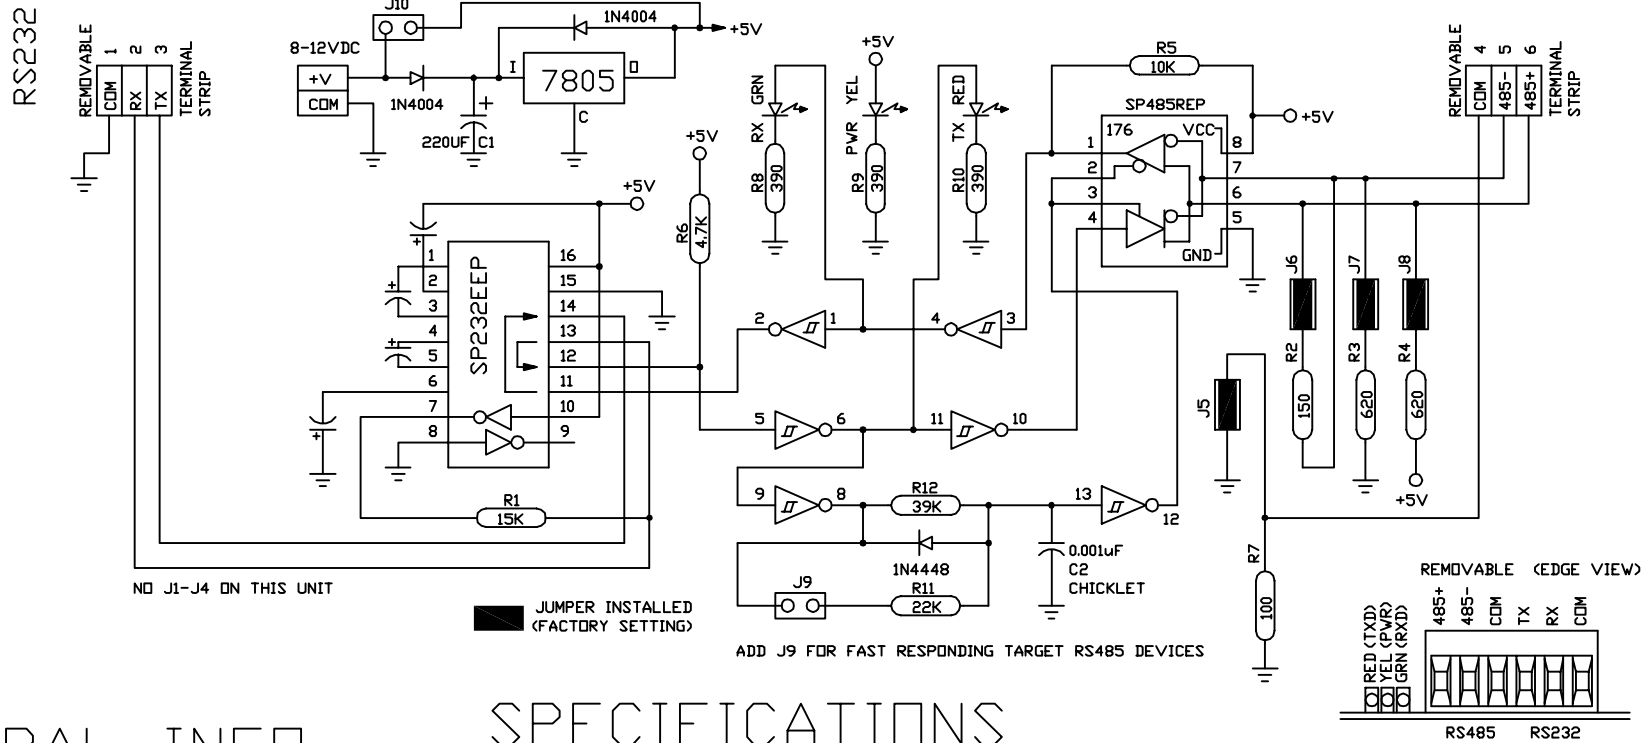 RS232
REMOVABLE
1 2 3
COM RX TX
TERMINAL
STRIP
J10
8-12VDC
+V
COM
1N4004
1N4004
+5V
I 7805 O
C
220UF C1
+
+5V
R6
4.7K
+5V
SP232EEP
1
2
3
4
5
6
7
8
16
15
14
13
12
11
10
9
+
+
+
+
R1
15K
NO J1-J4 ON THIS UNIT
JUMPER INSTALLED
(FACTORY SETTING)
RX GRN
R8
390
+5V
PWR YEL
R9
390
TX RED
R10
390
2 1
4 3
5 6
11 10
9 8
13 12
R12
39K
1N4448
R11
22K
J9
0.001uF
C2
CHICKLET
ADD J9 FOR FAST RESPONDING TARGET RS485 DEVICES
R5
10K
SP485REP
176
VCC
GND
1
2
3
4
8
7
6
5
+5V
REMOVABLE
4 5 6
COM 485- 485+
TERMINAL
STRIP
J6
J7
J8
R2
150
R3
620
R4
620
+5V
J5
R7
100
REMOVABLE (EDGE VIEW)
RED (TXD)
YEL (PWR)
GRN (RXD)
485+
485-
COM
TX
RX
COM
RS485 RS232
SPECIFICATIONS